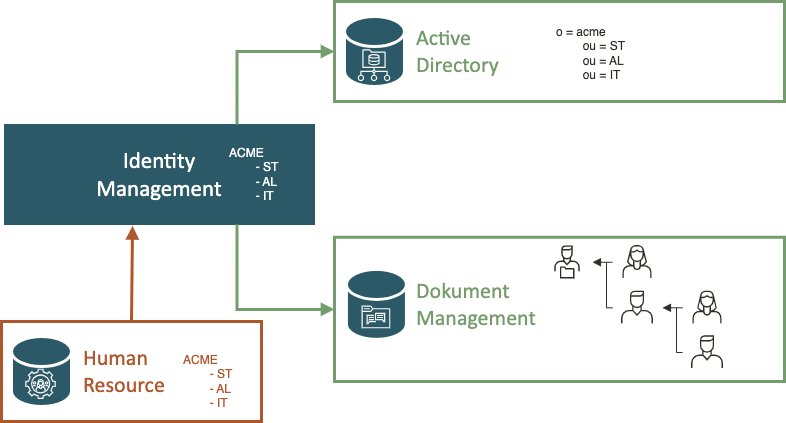 Active
Directory
o = acme
ou = ST
ou = AL
ou = IT
Identity
Management
ACME
- ST
- AL
- IT
Dokument
Management
Human
Resource
ACME
- ST
- AL
- IT